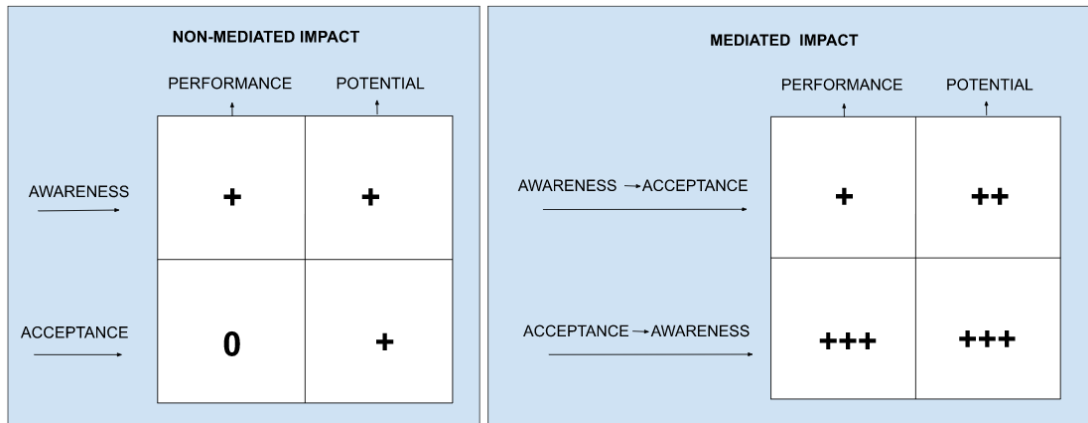 NON-MEDIATED IMPACT
PERFORMANCE POTENTIAL
AWARENESS + +
ACCEPTANCE 0 +
MEDIATED IMPACT
PERFORMANCE POTENTIAL
AWARENESS → ACCEPTANCE + ++
ACCEPTANCE → AWARENESS +++ +++